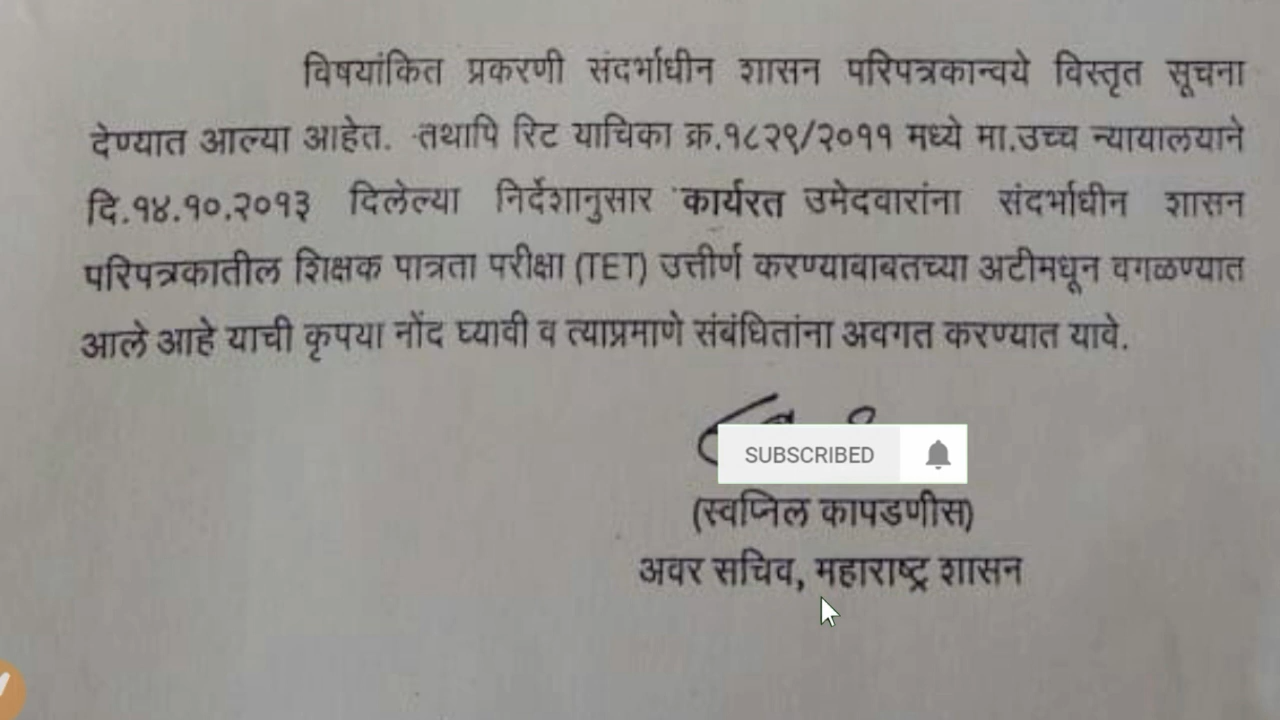 विषयांकित प्रकरणी संदर्भाधीन शासन परिपत्रकान्वये विस्तृत सूचना
देण्यात आल्या आहेत. तथापि रिट याचिका क्र.१८२९/२०११ मध्ये मा.उच्च न्यायालयाने
दि.१४.१०.२०१३ दिलेल्या निर्देशानुसार कार्यरत उमेदवारांना संदर्भाधीन शासन
परिपत्रकातील शिक्षक पात्रता परीक्षा (TET) उत्तीर्ण करण्याबाबतच्या अटीमधून वगळण्यात
आले आहे याची कृपया नोंद घ्यावी व त्याप्रमाणे संबंधितांना अवगत करण्यात यावे.
SUBSCRIBED
(स्वप्निल कापडणीस)
अवर सचिव, महाराष्ट्र शासन